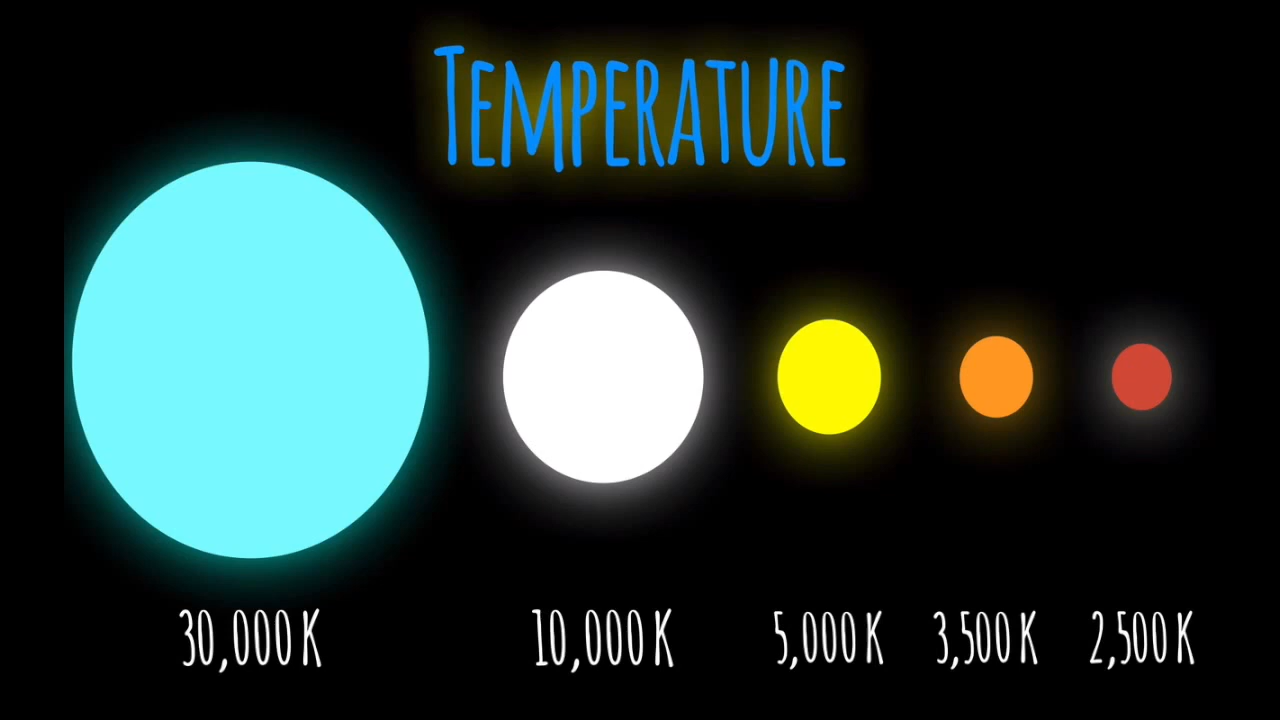 TEMPERATURE
30,000 K
10,000 K
5,000 K
3,500 K
2,500 K